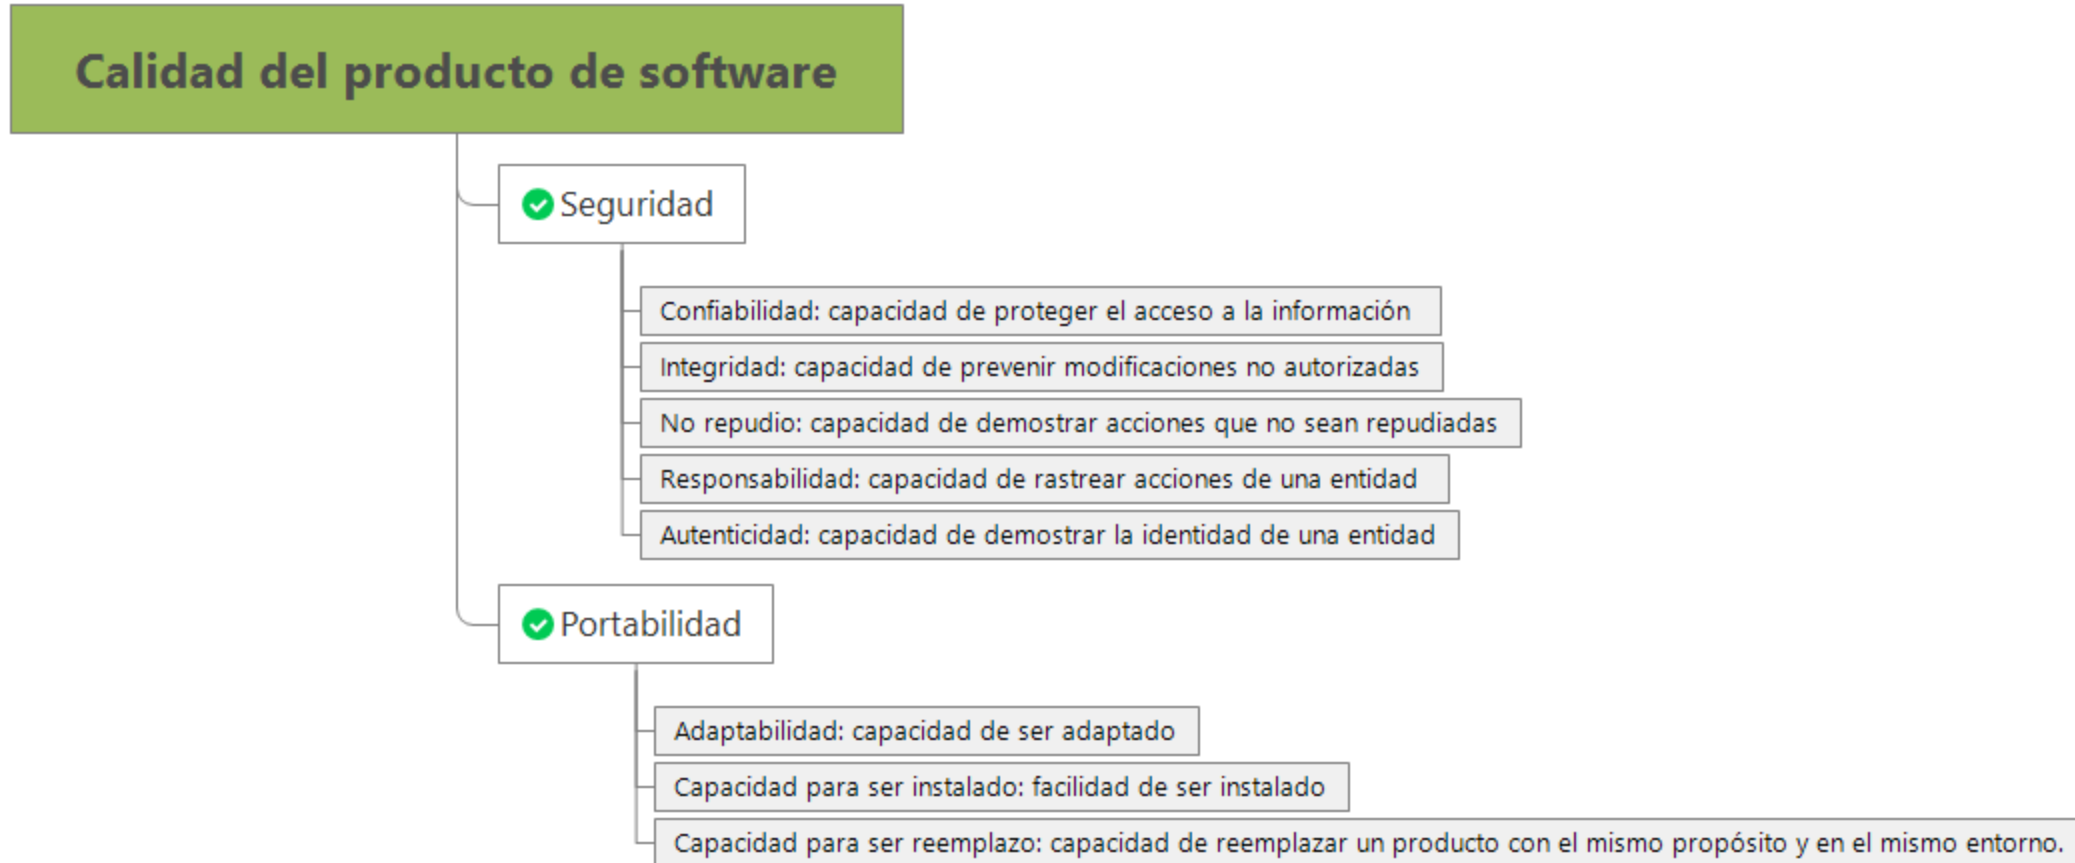 Calidad del producto de software
Seguridad
Confiabilidad: capacidad de proteger el acceso a la información
Integridad: capacidad de prevenir modificaciones no autorizadas
No repudio: capacidad de demostrar acciones que no sean repudiadas
Responsabilidad: capacidad de rastrear acciones de una entidad
Autenticidad: capacidad de demostrar la identidad de una entidad
Portabilidad
Adaptabilidad: capacidad de ser adaptado
Capacidad para ser instalado: facilidad de ser instalado
Capacidad para ser reemplazo: capacidad de reemplazar un producto con el mismo propósito y en el mismo entorno.